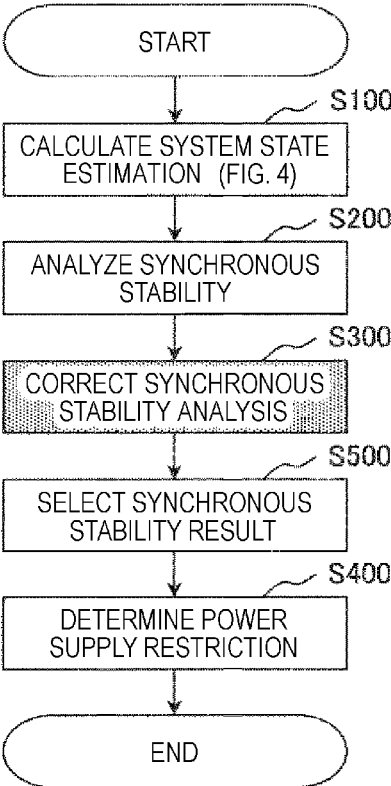 START
S100
CALCULATE SYSTEM STATE
ESTIMATION (FIG. 4)
S200
ANALYZE SYNCHRONOUS
STABILITY
S300
CORRECT SYNCHRONOUS
STABILITY ANALYSIS
S500
SELECT SYNCHRONOUS
STABILITY RESULT
S400
DETERMINE POWER
SUPPLY RESTRICTION
END